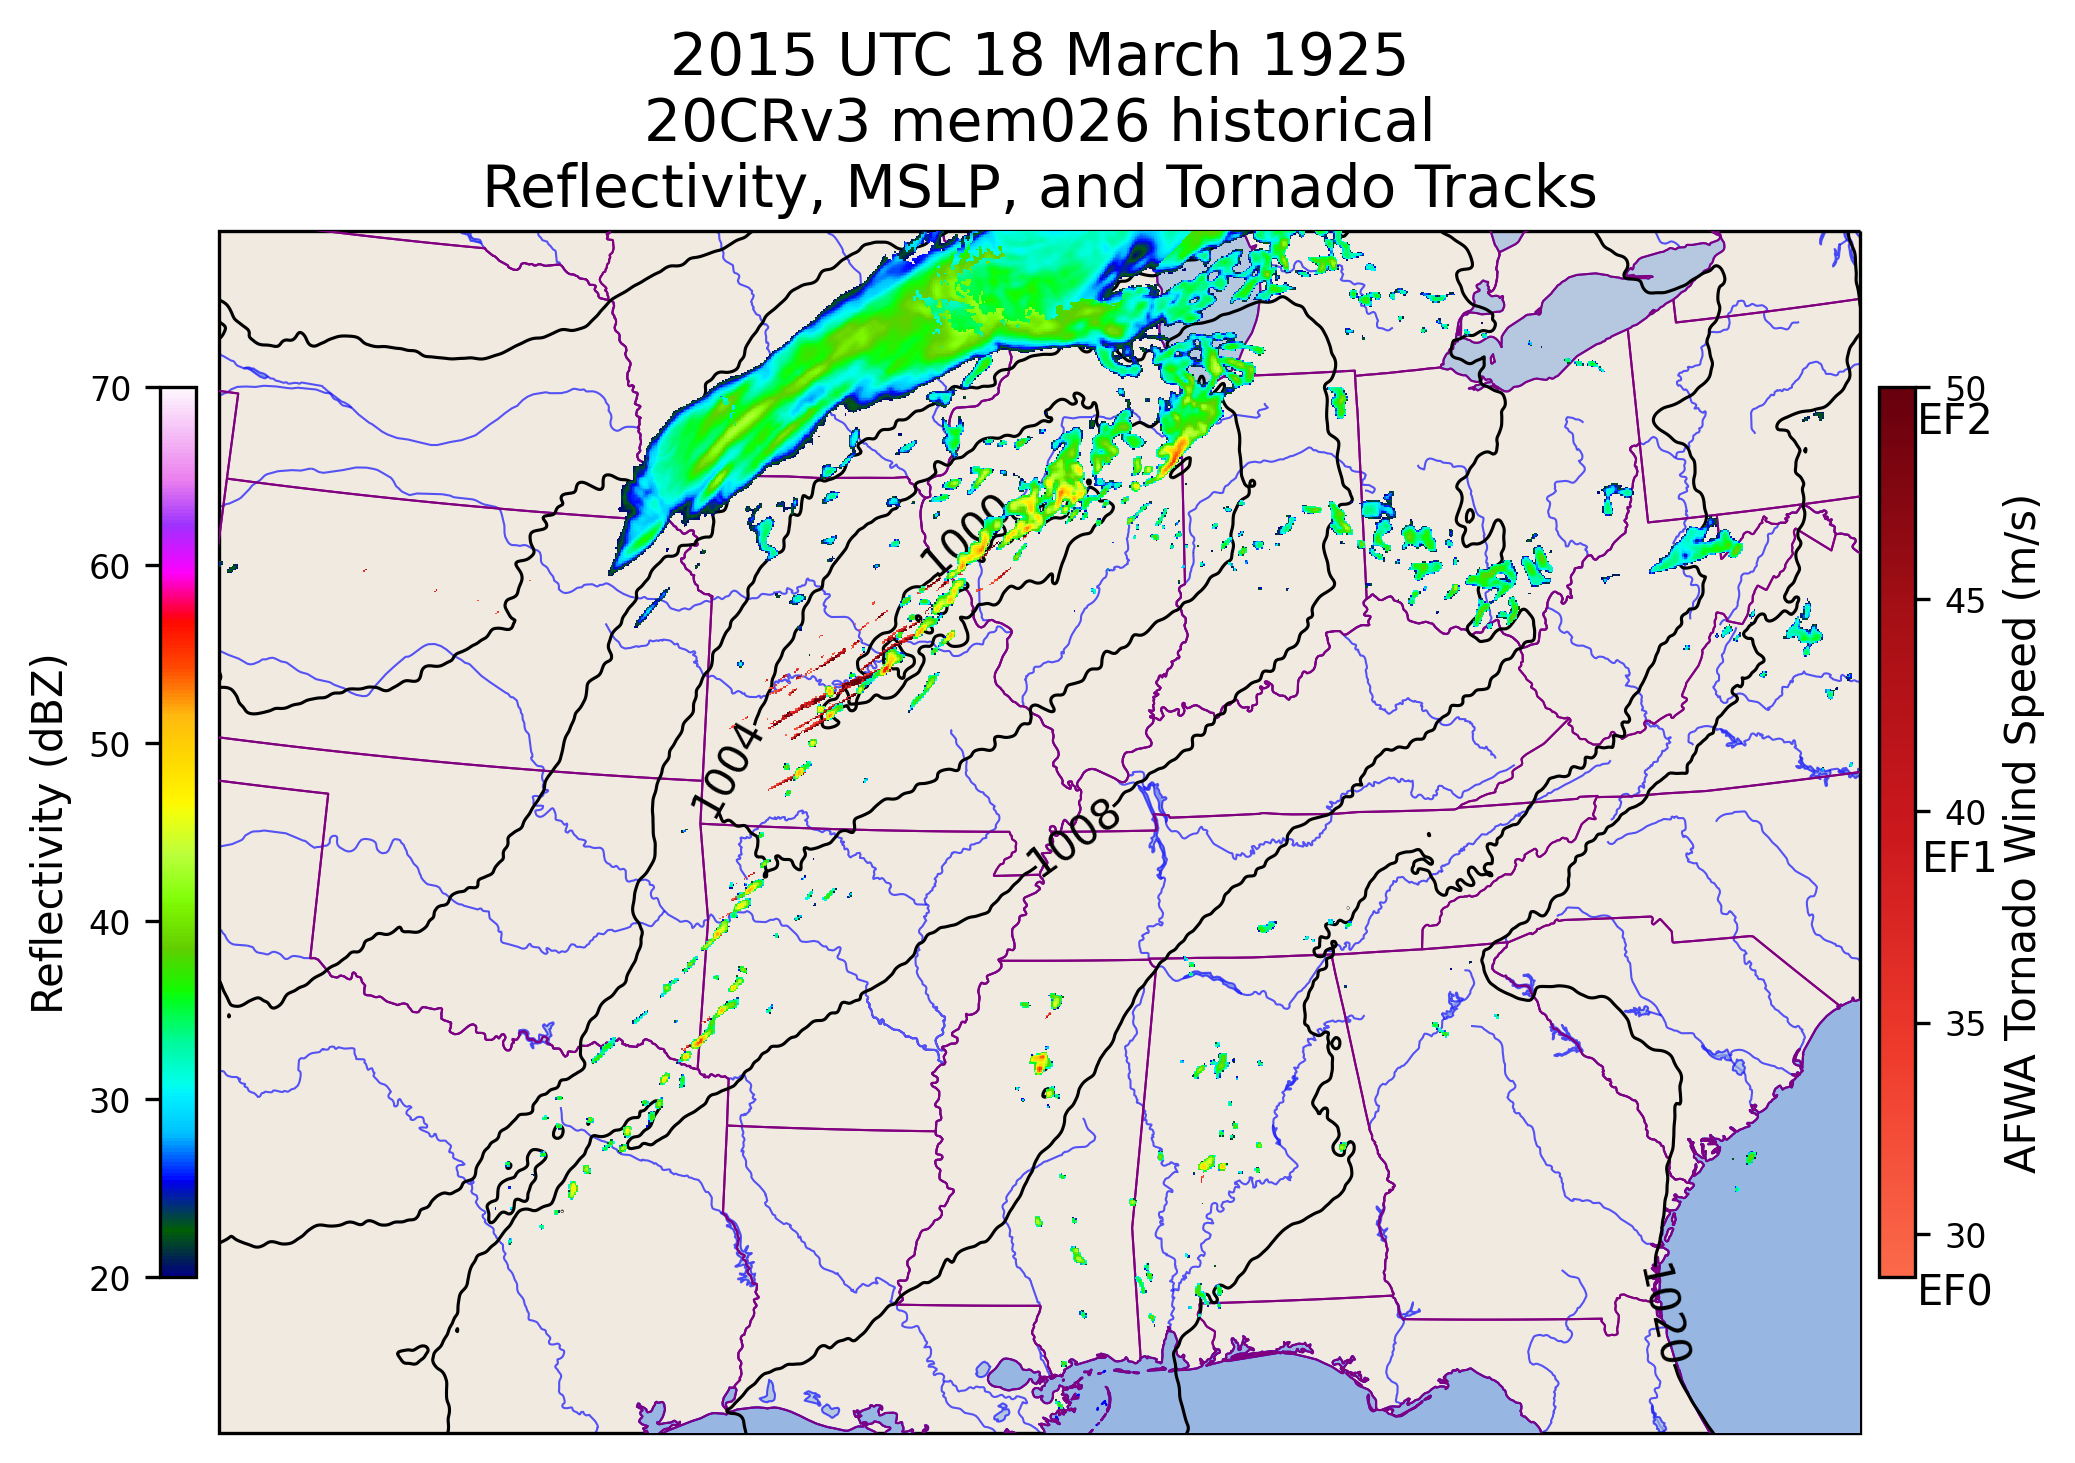 2015 UTC 18 March 1925
20CRv3 mem026 historical
Reflectivity, MSLP, and Tornado Tracks
Reflectivity (dBZ)
70
60
50
40
30
20
1000
1004
1008
1020
50
EF2
45
40
EF1
35
30
EF0
AFWA Tornado Wind Speed (m/s)